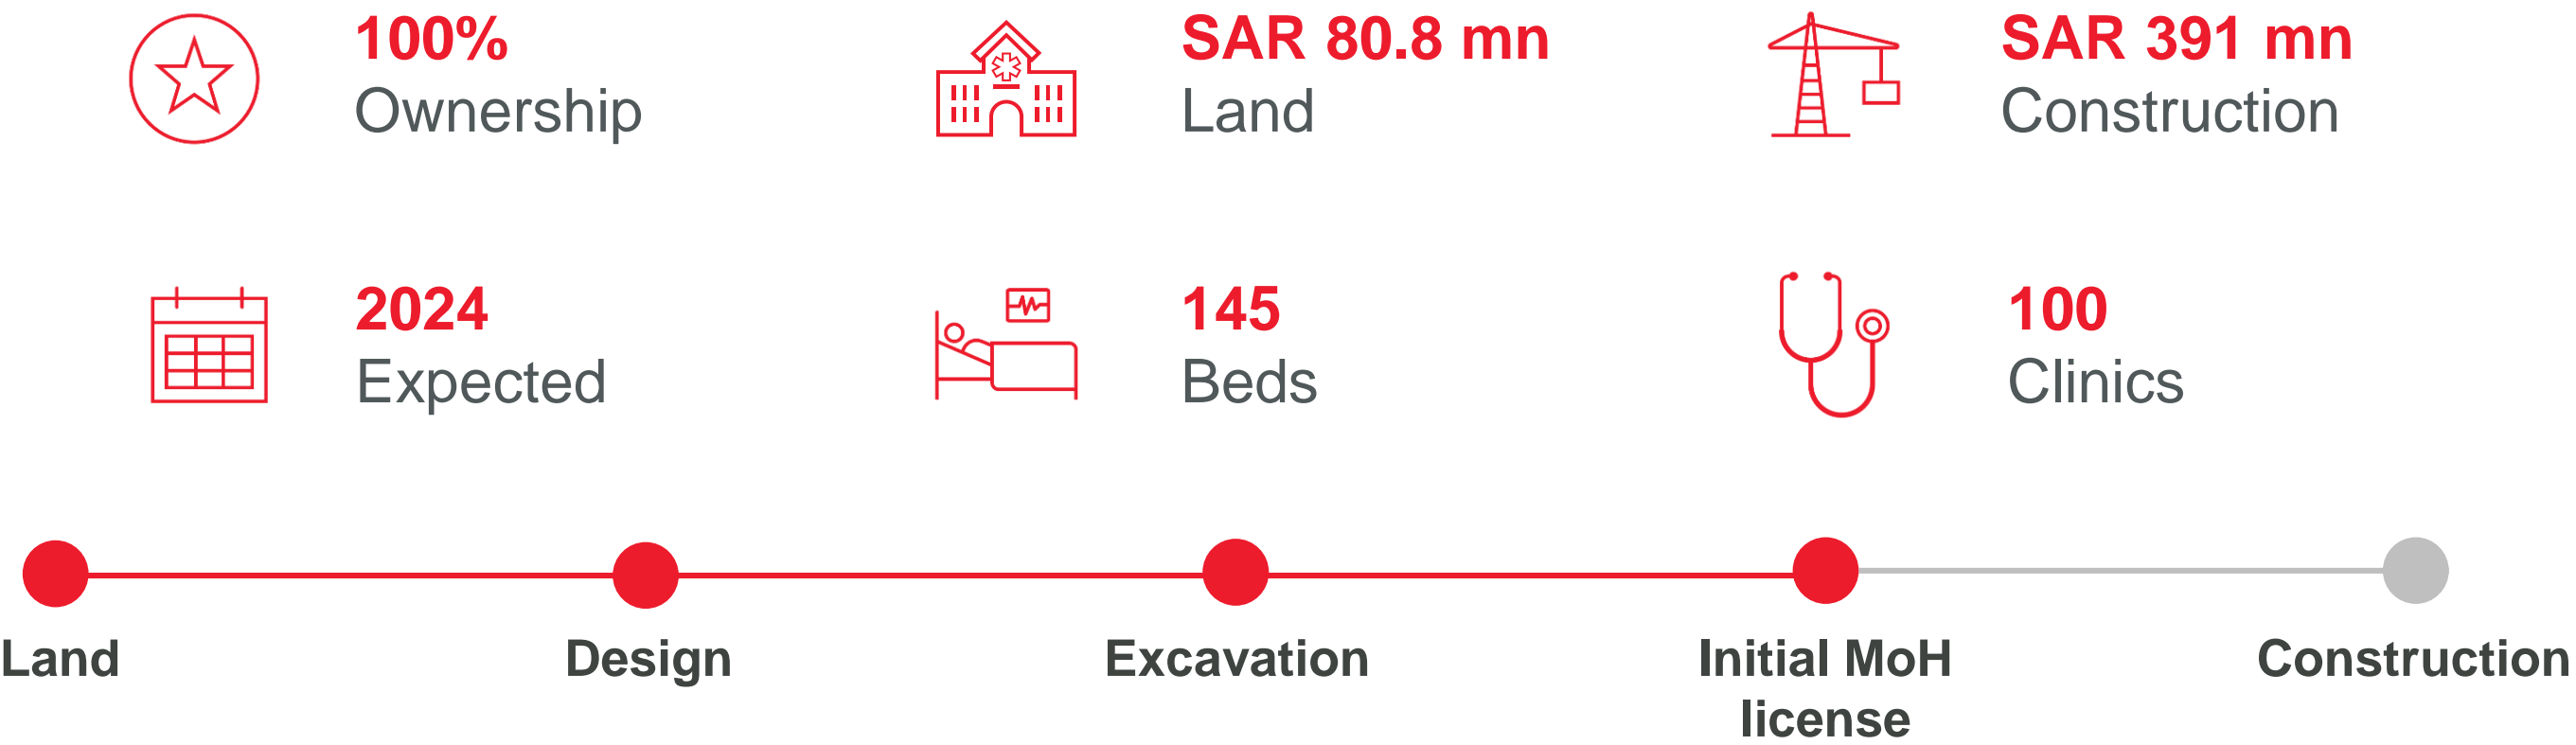 100%
Ownership
SAR 80.8 mn
Land
SAR 391 mn
Construction
2024
Expected
145
Beds
100
Clinics
Land
Design
Excavation
Initial MoH
license
Construction